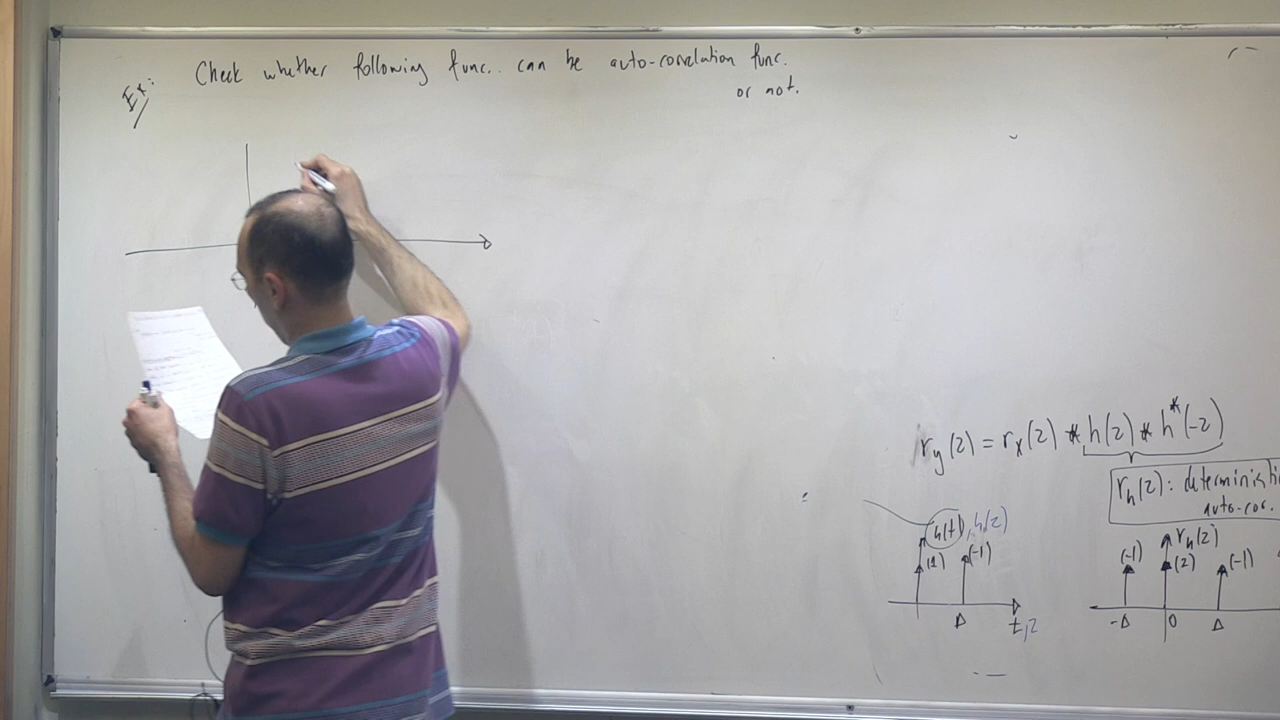 Ex:
Check whether following func. can be auto-correlation func.
or not.
r_y(τ) = r_x(τ) * h(τ) * h*(-τ)
r_h(τ): deterministic
auto-cor.
h(t), h(τ)
(1) (-1)
Δ t,τ
r_h(τ)
(-1) (2) (-1)
-Δ 0 Δ